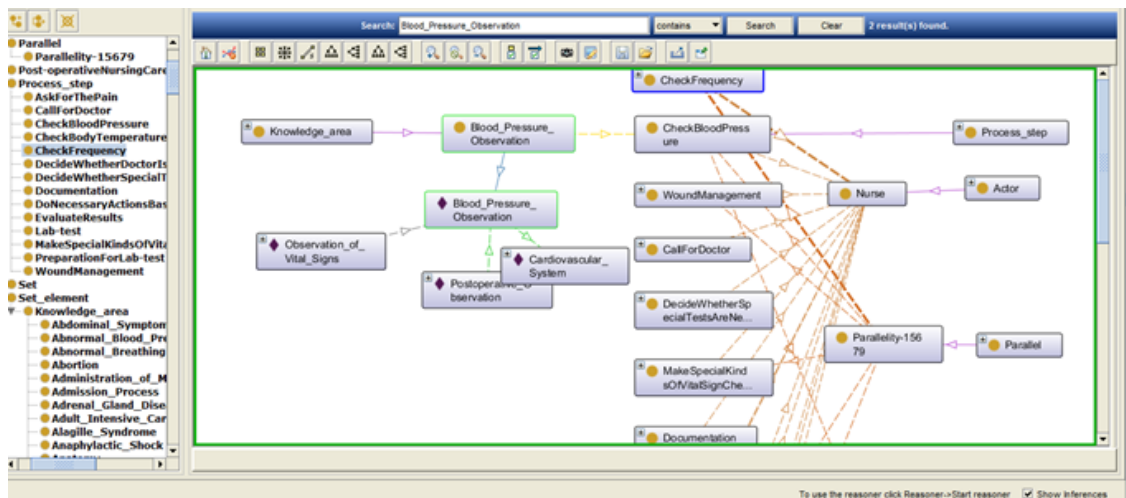 Search: Blood_Pressure_Observation contains Search Clear 2 result(s) found.
Parallel
Parallelity-15679
Post-operativeNursingCare
Process_step
AskForThePain
CallForDoctor
CheckBloodPressure
CheckBodyTemperature
CheckFrequency
DecideWhetherDoctorIs
DecideWhetherSpecialT
Documentation
DoNecessaryActionsBas
EvaluateResults
Lab-test
MakeSpecialKindsOfVita
PreparationForLab-test
WoundManagement
Set
Set_element
Knowledge_area
Abdominal_Symptom
Abnormal_Blood_Pre
Abnormal_Breathing
Abortion
Administration_of_M
Admission_Process
Adrenal_Gland_Dise
Adult_Intensive_Car
Alagille_Syndrome
Anaphylactic_Shock
CheckFrequency
Knowledge_area
Blood_Pressure_
Observation
CheckBloodPress
ure
Process_step
WoundManagement
Nurse
Actor
Blood_Pressure_
Observation
Observation_of_
Vital_Signs
Cardiovascular_
System
Postoperative_O
bservation
CallForDoctor
DecideWhetherSp
ecialTestsAreNe...
Parallelity-156
79
Parallel
MakeSpecialKind
sOfVitalSignChe...
Documentation
To use the reasoner click Reasoner->Start reasoner Show Inferences